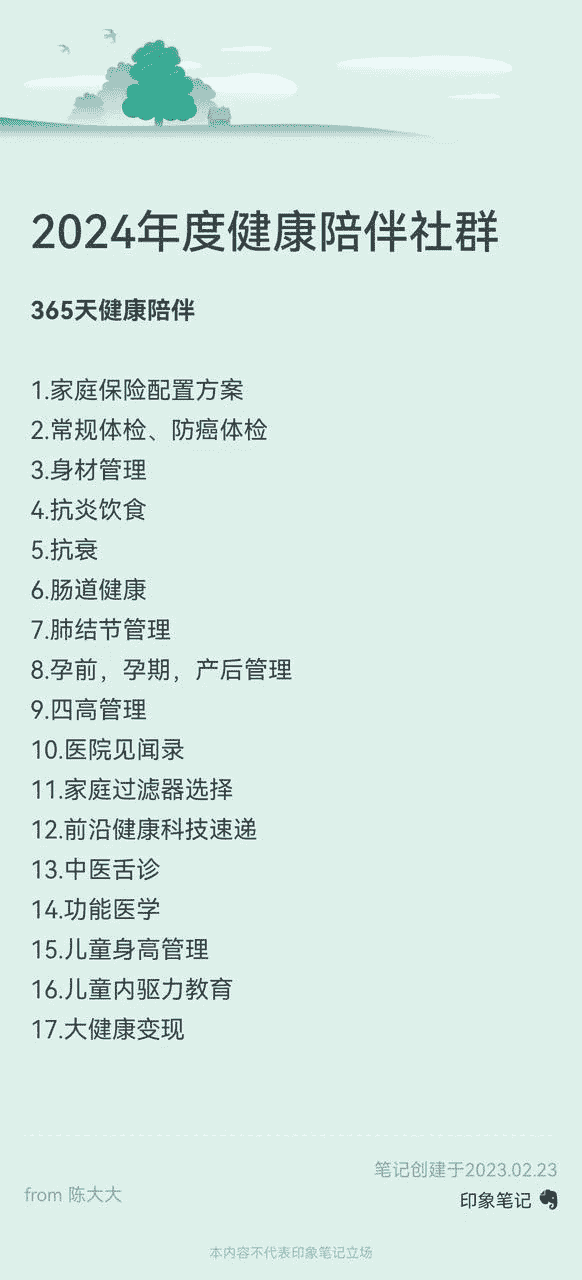 2024年度健康陪伴社群
365天健康陪伴
1.家庭保险配置方案
2.常规体检、防癌体检
3.身材管理
4.抗炎饮食
5.抗衰
6.肠道健康
7.肺结节管理
8.孕前，孕期，产后管理
9.四高管理
10.医院见闻录
11.家庭过滤器选择
12.前沿健康科技速递
13.中医舌诊
14.功能医学
15.儿童身高管理
16.儿童内驱力教育
17.大健康变现
笔记创建于2023.02.23
from 陈大大
印象笔记
本内容不代表印象笔记立场